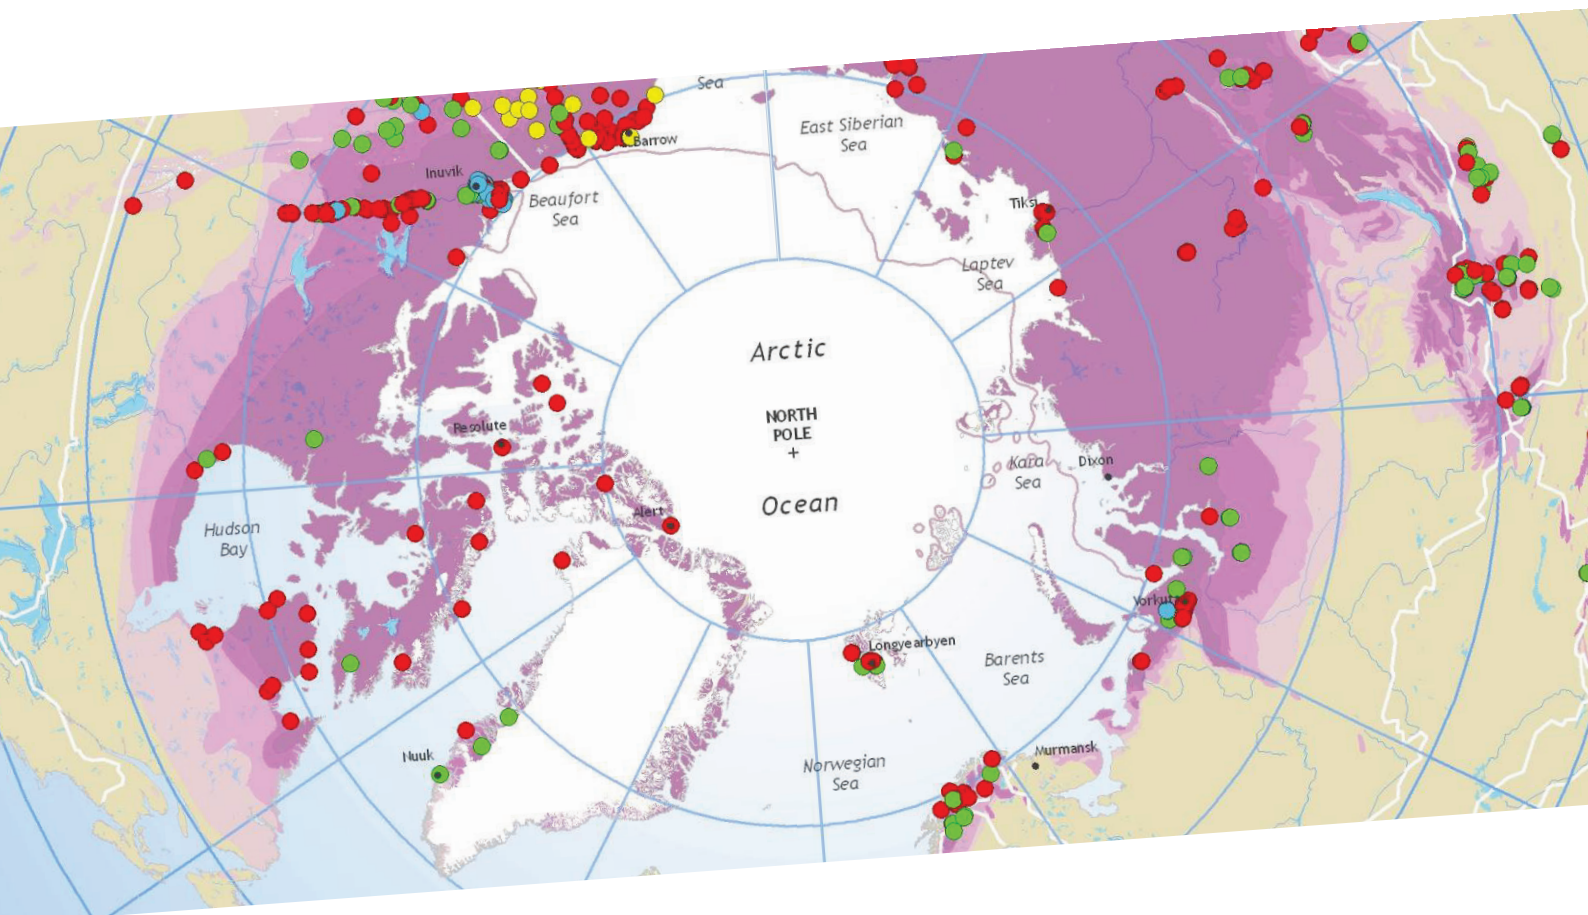 Sea
Barrow
East Siberian
Sea
Inuvik
Beaufort
Sea
Tiksi
Laptev
Sea
Arctic
NORTH
POLE
+
Ocean
Resolute
Kara
Sea
Dixon
Alert
Hudson
Bay
Vorkuta
Longyearbyen
Barents
Sea
Nuuk
Norwegian
Sea
Murmansk